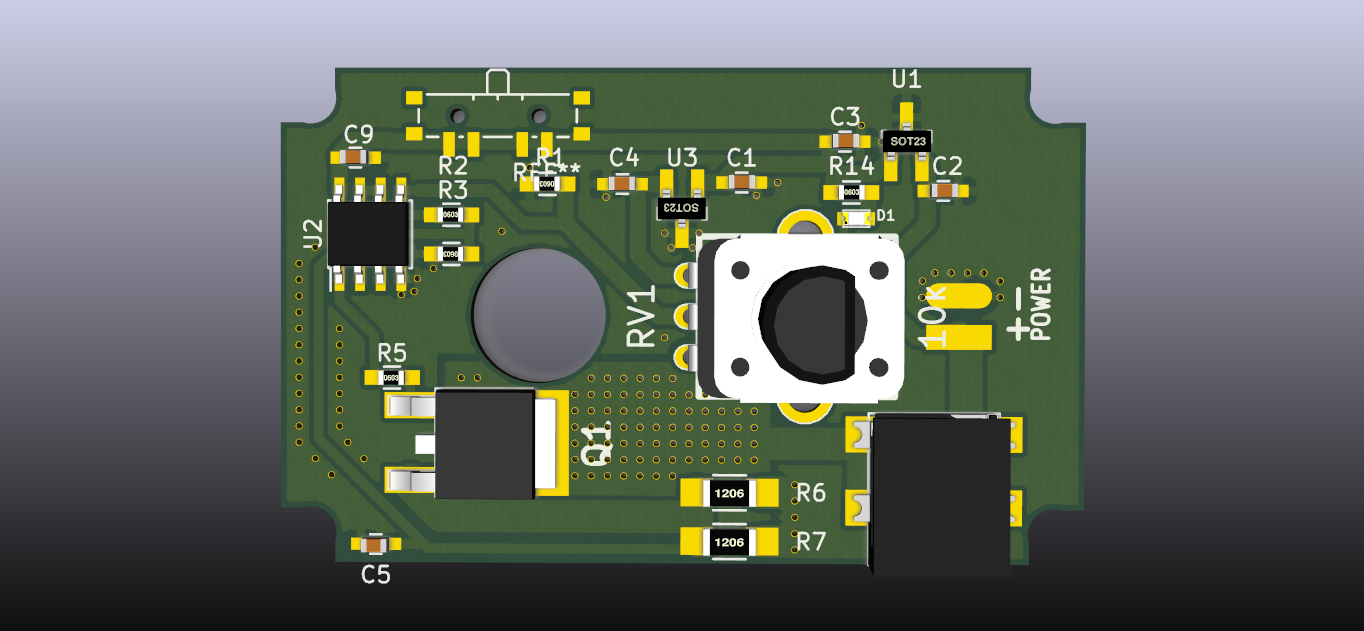 U1
C3
C9
SOT23
R2
R1
REF**
C4
U3
C1
R14
C2
R3
0603
0603
0603
SOT23
D1
U2
0603
RV1
10k
+-
POWER
R5
0603
Q1
1206
R6
1206
R7
C5